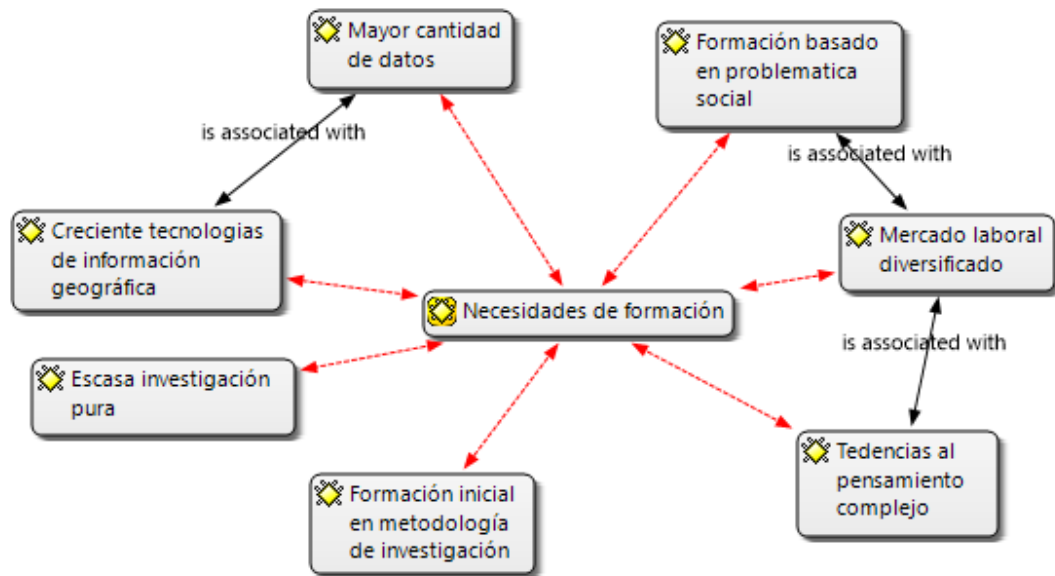 Mayor cantidad
de datos
Formación basado
en problematica
social
is associated with
is associated with
Creciente tecnologias
de información
geográfica
Mercado laboral
diversificado
Necesidades de formación
is associated with
Escasa investigación
pura
Tedencias al
pensamiento
complejo
Formación inicial
en metodología
de investigación